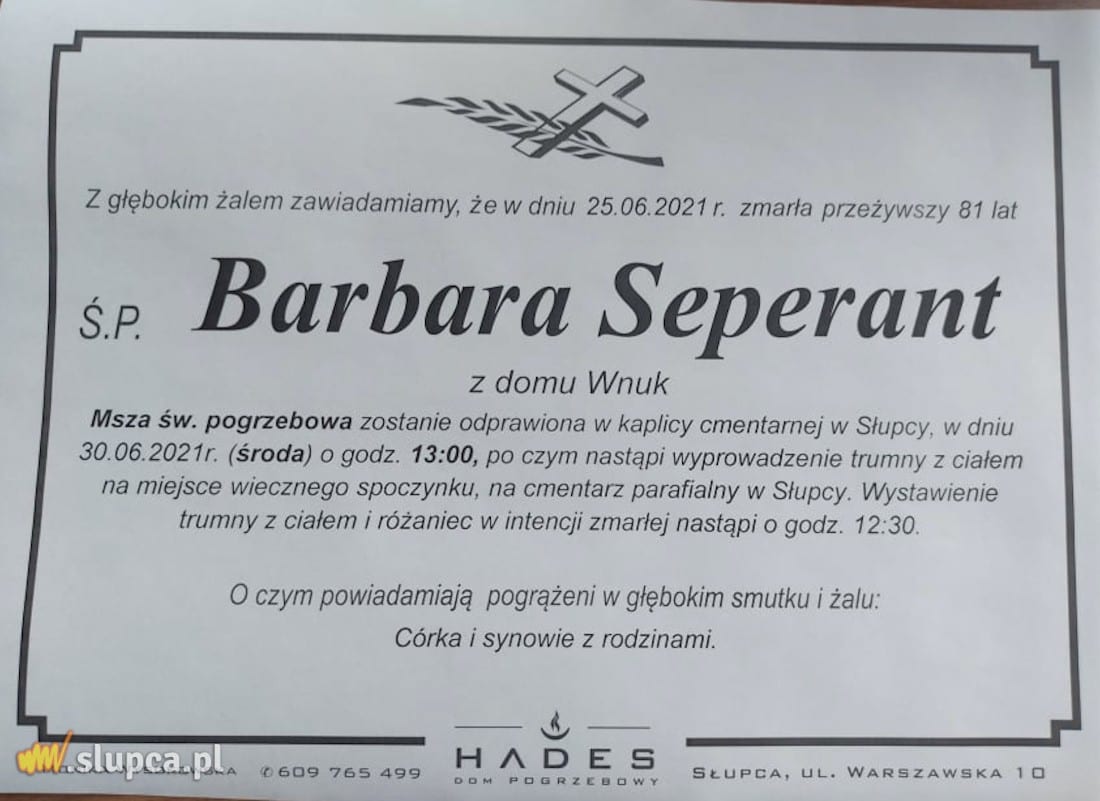 Z głębokim żalem zawiadamiamy, że w dniu 25.06.2021 r. zmarła przeżywszy 81 lat
Ś.P. Barbara Seperant
z domu Wnuk
Msza św. pogrzebowa zostanie odprawiona w kaplicy cmentarnej w Słupcy, w dniu
30.06.2021r. (środa) o godz. 13:00, po czym nastąpi wyprowadzenie trumny z ciałem
na miejsce wiecznego spoczynku, na cmentarz parafialny w Słupcy. Wystawienie
trumny z ciałem i różaniec w intencji zmarłej nastąpi o godz. 12:30.
O czym powiadamiają pogrążeni w głębokim smutku i żalu:
Córka i synowie z rodzinami.
slupca.pl
✆ 609 765 499
HADES
DOM POGRZEBOWY
SŁUPCA, UL. WARSZAWSKA 10